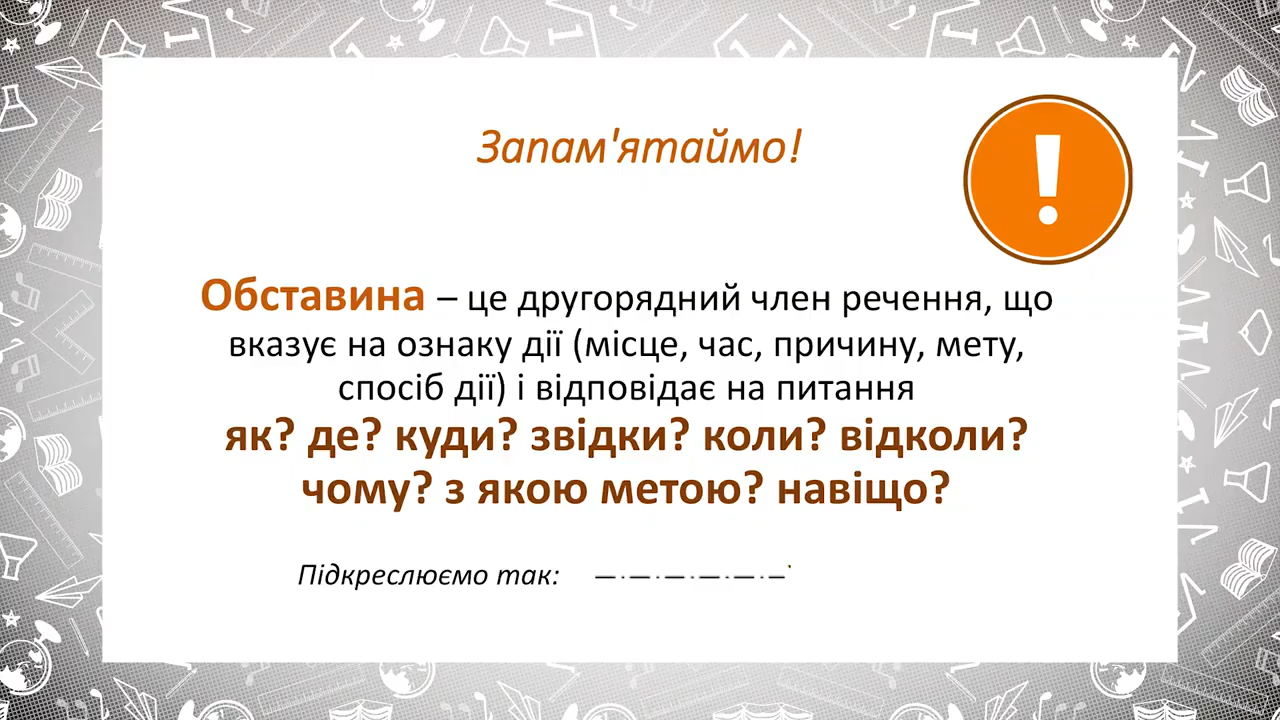 Запам'ятаймо!
Обставина – це другорядний член речення, що
вказує на ознаку дії (місце, час, причину, мету,
спосіб дії) і відповідає на питання
як? де? куди? звідки? коли? відколи?
чому? з якою метою? навіщо?
Підкреслюємо так: